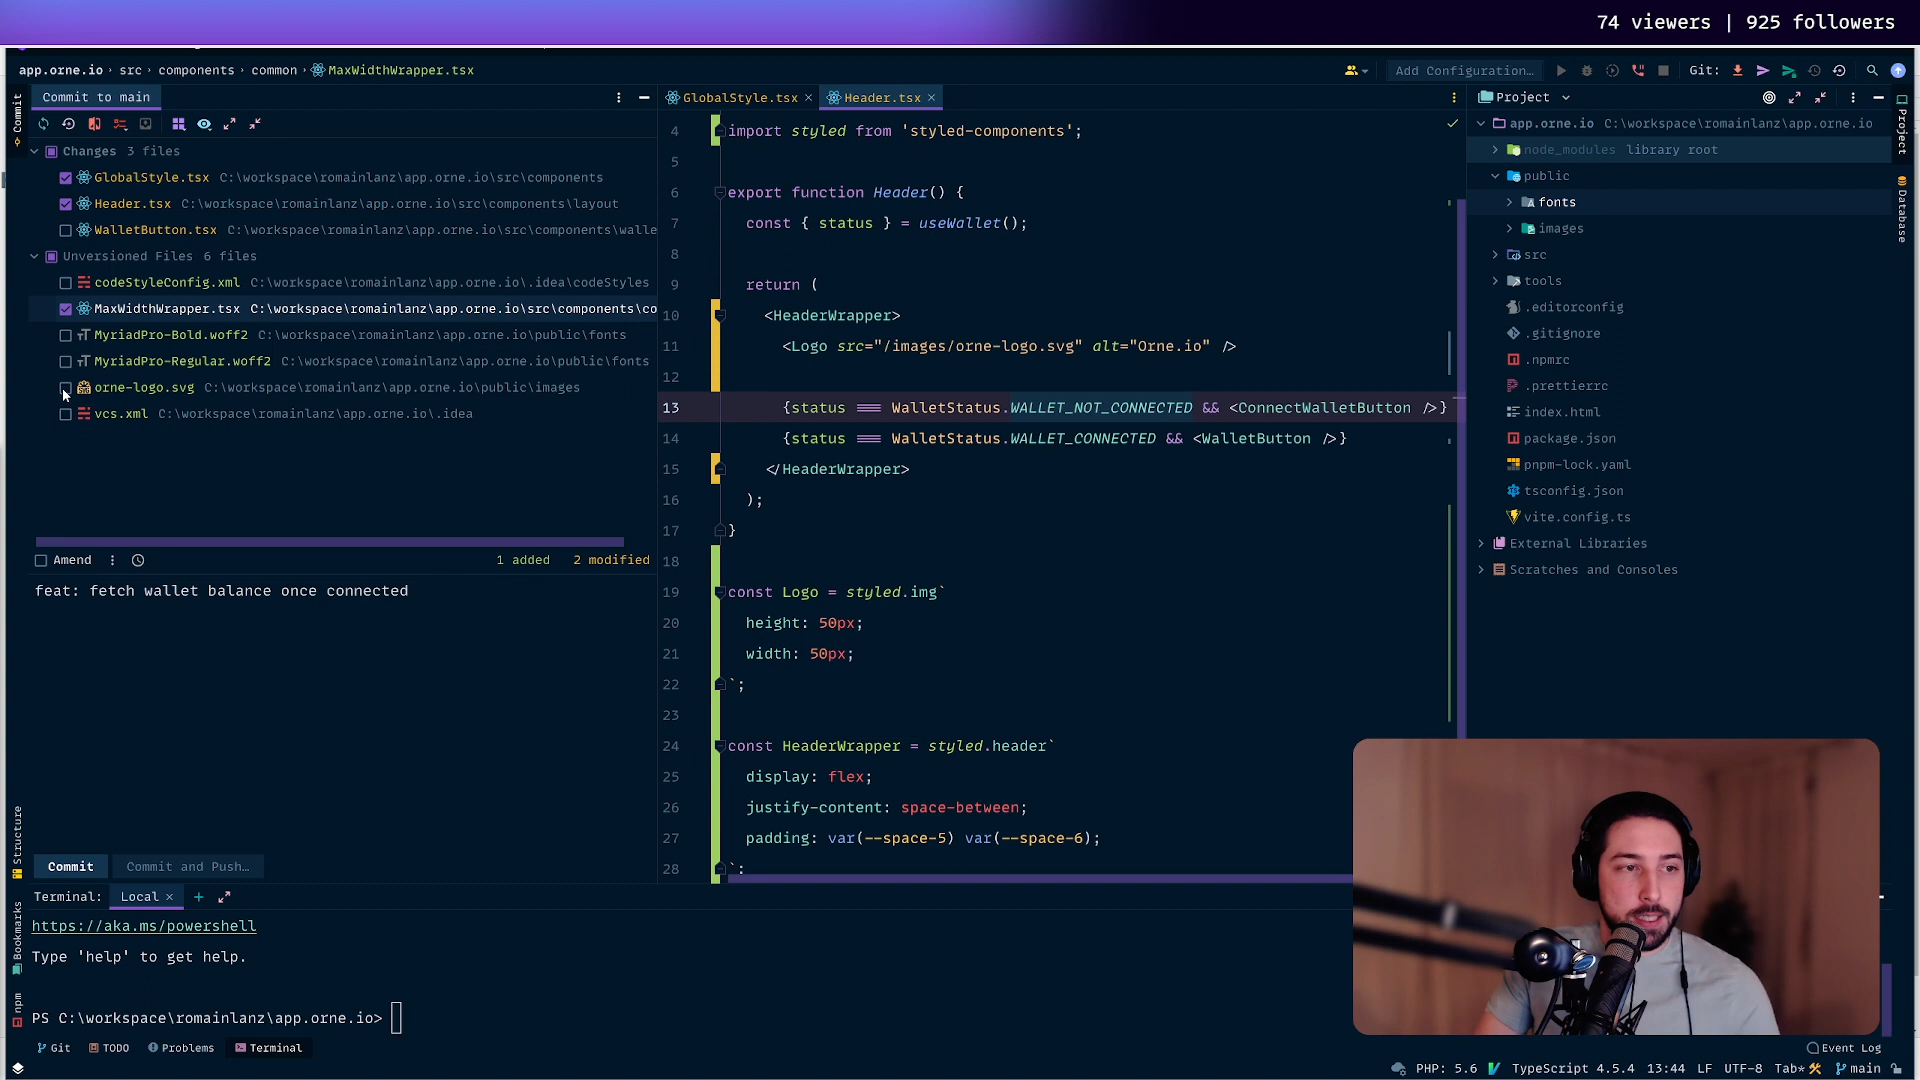 74 viewers | 925 followers
app.orne.io › src › components › common › MaxWidthWrapper.tsx
Add Configuration...
Git:
Commit to main
GlobalStyle.tsx ×
Header.tsx ×
Project
Changes 3 files
GlobalStyle.tsx C:\workspace\romainlanz\app.orne.io\src\components
Header.tsx C:\workspace\romainlanz\app.orne.io\src\components\layout
WalletButton.tsx C:\workspace\romainlanz\app.orne.io\src\components\walle
Unversioned Files 6 files
codeStyleConfig.xml C:\workspace\romainlanz\app.orne.io\.idea\codeStyles
MaxWidthWrapper.tsx C:\workspace\romainlanz\app.orne.io\src\components\co
MyriadPro-Bold.woff2 C:\workspace\romainlanz\app.orne.io\public\fonts
MyriadPro-Regular.woff2 C:\workspace\romainlanz\app.orne.io\public\fonts
orne-logo.svg C:\workspace\romainlanz\app.orne.io\public\images
vcs.xml C:\workspace\romainlanz\app.orne.io\.idea
Amend
1 added 2 modified
feat: fetch wallet balance once connected
Commit
Commit and Push...
4 import styled from 'styled-components';
5
6 export function Header() {
7 const { status } = useWallet();
8
9 return (
10 <HeaderWrapper>
11 <Logo src="/images/orne-logo.svg" alt="Orne.io" />
12
13 {status === WalletStatus.WALLET_NOT_CONNECTED && <ConnectWalletButton />}
14 {status === WalletStatus.WALLET_CONNECTED && <WalletButton />}
15 </HeaderWrapper>
16 );
17 }
18
19 const Logo = styled.img`
20 height: 50px;
21 width: 50px;
22 `;
23
24 const HeaderWrapper = styled.header`
25 display: flex;
26 justify-content: space-between;
27 padding: var(--space-5) var(--space-6);
28 `;
app.orne.io C:\workspace\romainlanz\app.orne.io
node_modules library root
public
fonts
images
src
tools
.editorconfig
.gitignore
.npmrc
.prettierrc
index.html
package.json
pnpm-lock.yaml
tsconfig.json
vite.config.ts
External Libraries
Scratches and Consoles
Commit
Structure
Bookmarks
npm
Project
Database
Terminal: Local × +
https://aka.ms/powershell
Type 'help' to get help.
PS C:\workspace\romainlanz\app.orne.io>
Git
TODO
Problems
Terminal
Event Log
PHP: 5.6
TypeScript 4.5.4 13:44 LF UTF-8 Tab*
main